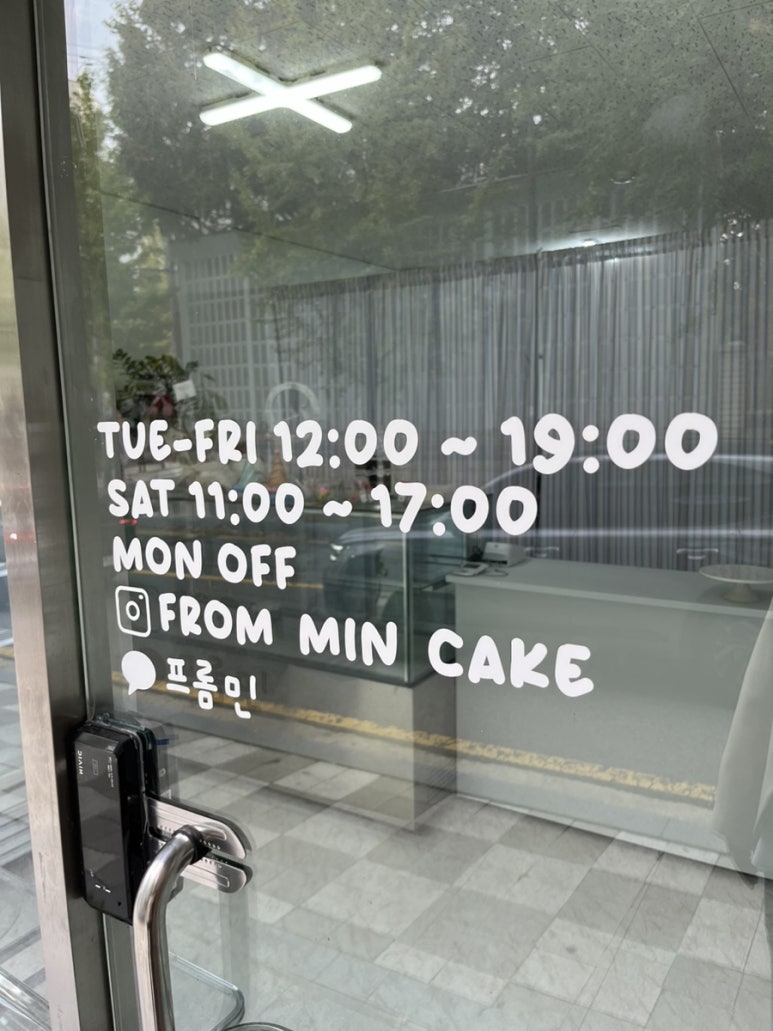 TUE-FRI 12:00 ~ 19:00
SAT 11:00 ~ 17:00
MON OFF
FROM MIN CAKE
프롬민